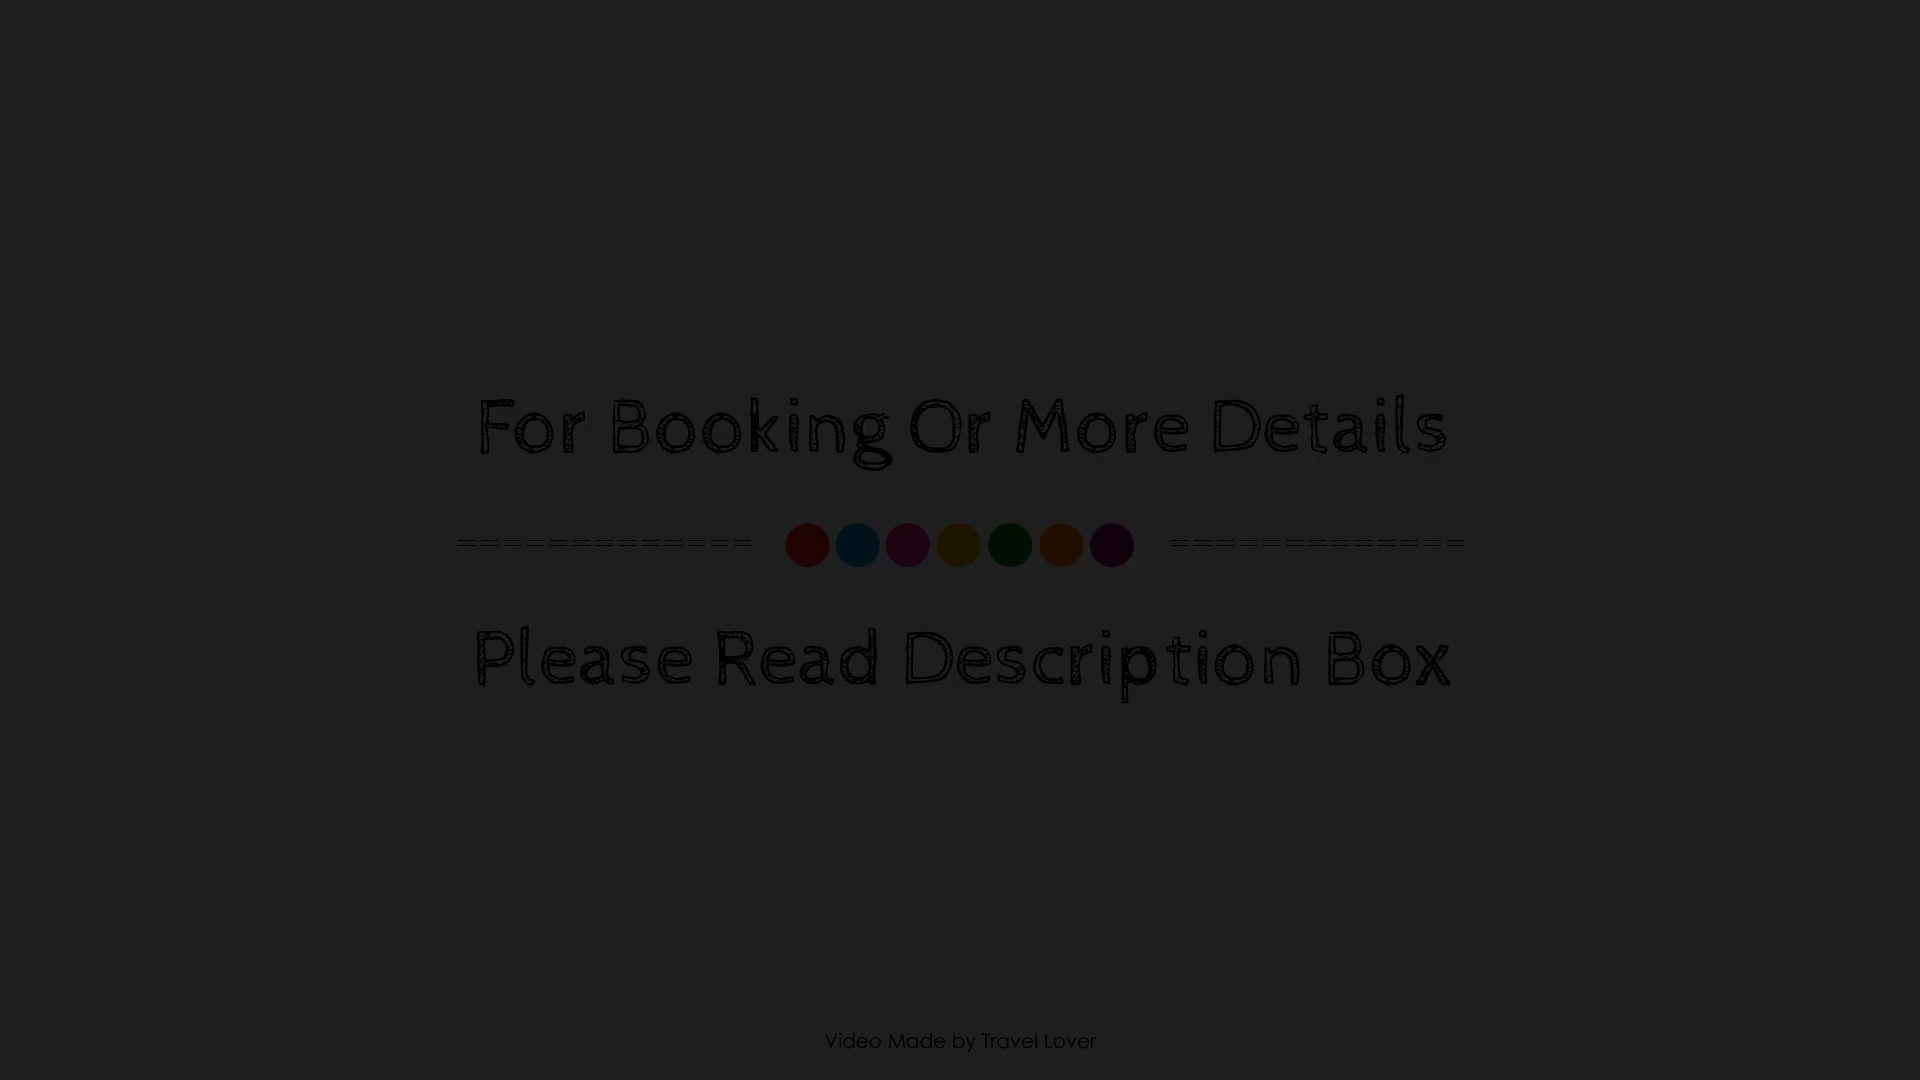 For Booking Or More Details
============= =============
Please Read Description Box
Video Made by Travel Lover